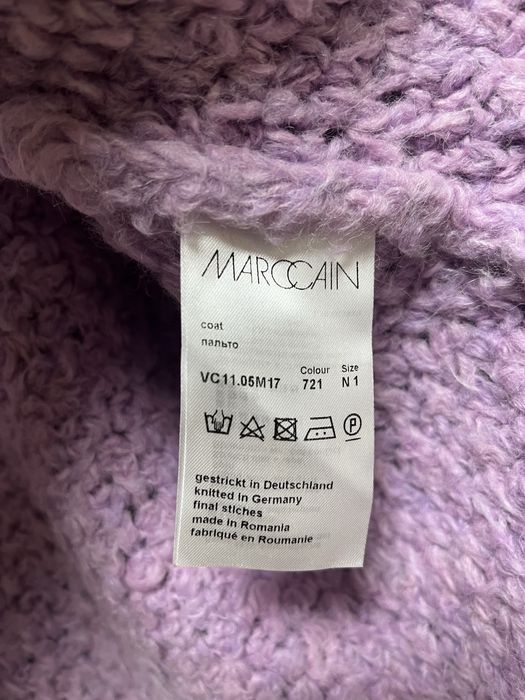 MARCCAIN
coat
пальто
Colour Size
VC11.05M17 721 N 1
P
gestrickt in Deutschland
knitted in Germany
final stiches
made in Romania
fabriqué en Roumanie